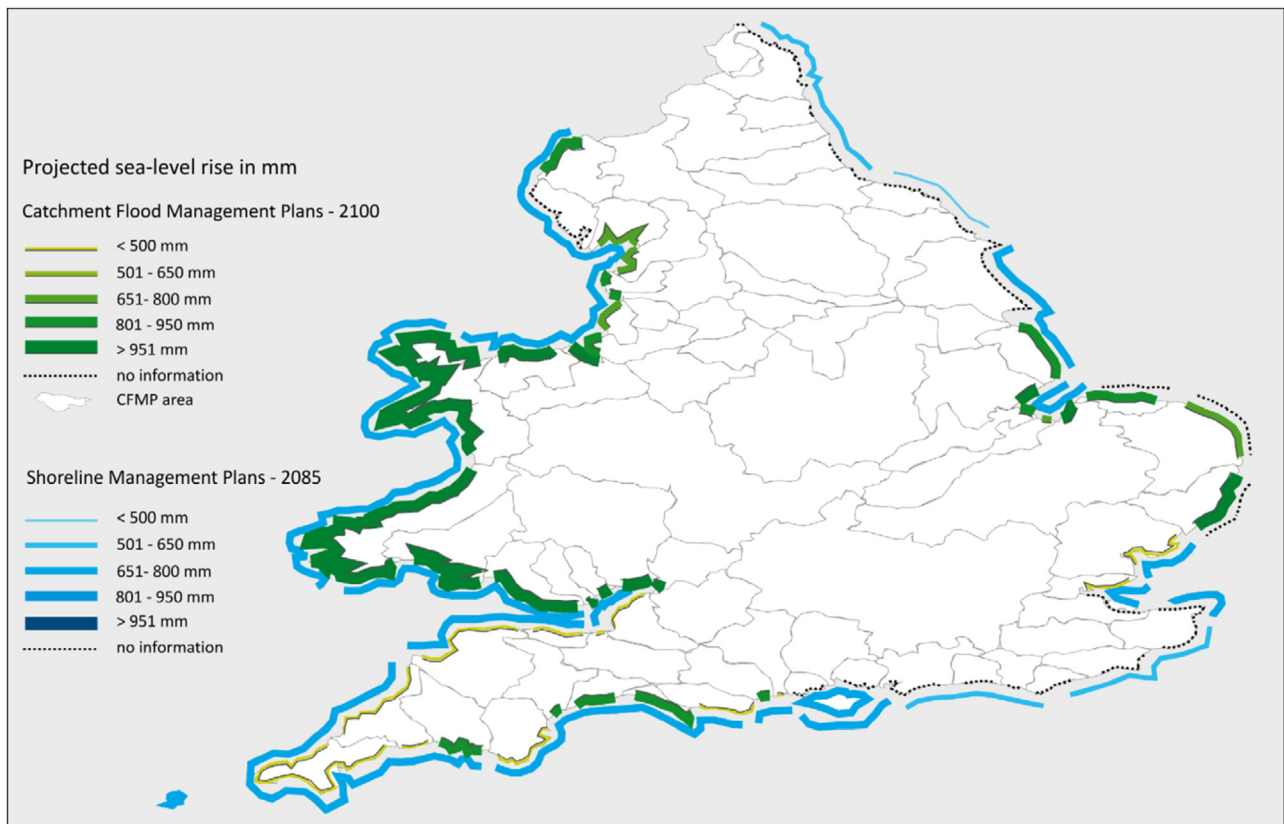 Projected sea-level rise in mm
Catchment Flood Management Plans - 2100
< 500 mm
501 - 650 mm
651- 800 mm
801 - 950 mm
> 951 mm
no information
CFMP area
Shoreline Management Plans - 2085
< 500 mm
501 - 650 mm
651- 800 mm
801 - 950 mm
> 951 mm
no information